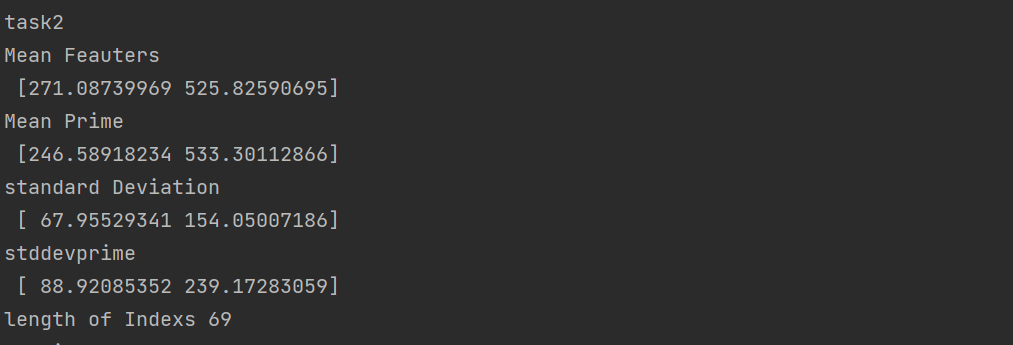 task2
Mean Feauters
[271.08739969 525.82590695]
Mean Prime
[246.58918234 533.30112866]
standard Deviation
[ 67.95529341 154.05007186]
stddevprime
[ 88.92085352 239.17283059]
length of Indexs 69